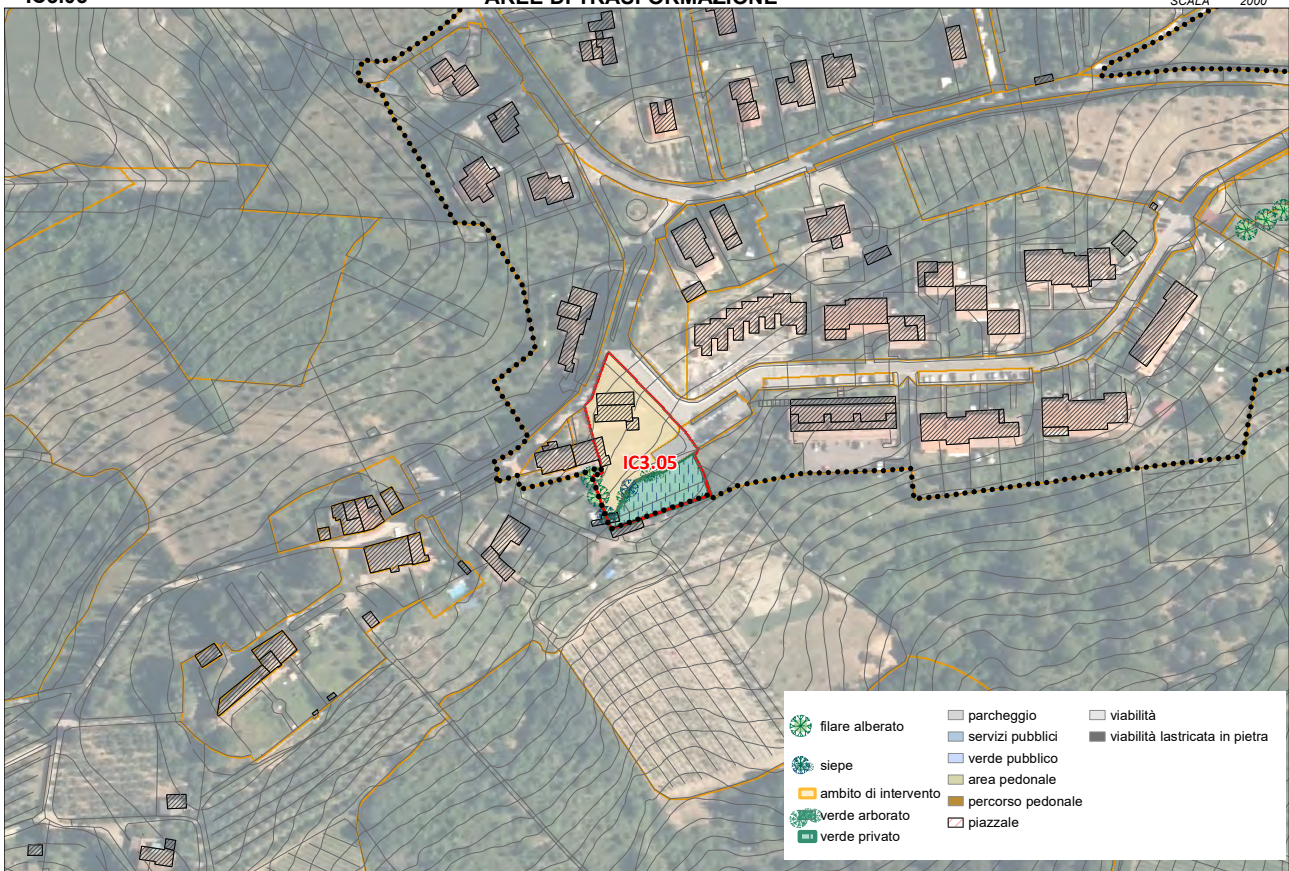 AREE DI TRASFORMAZIONE
SCALA 2000
IC3.05
filare alberato
siepe
ambito di intervento
verde arborato
verde privato
parcheggio
servizi pubblici
verde pubblico
area pedonale
percorso pedonale
piazzale
viabilità
viabilità lastricata in pietra